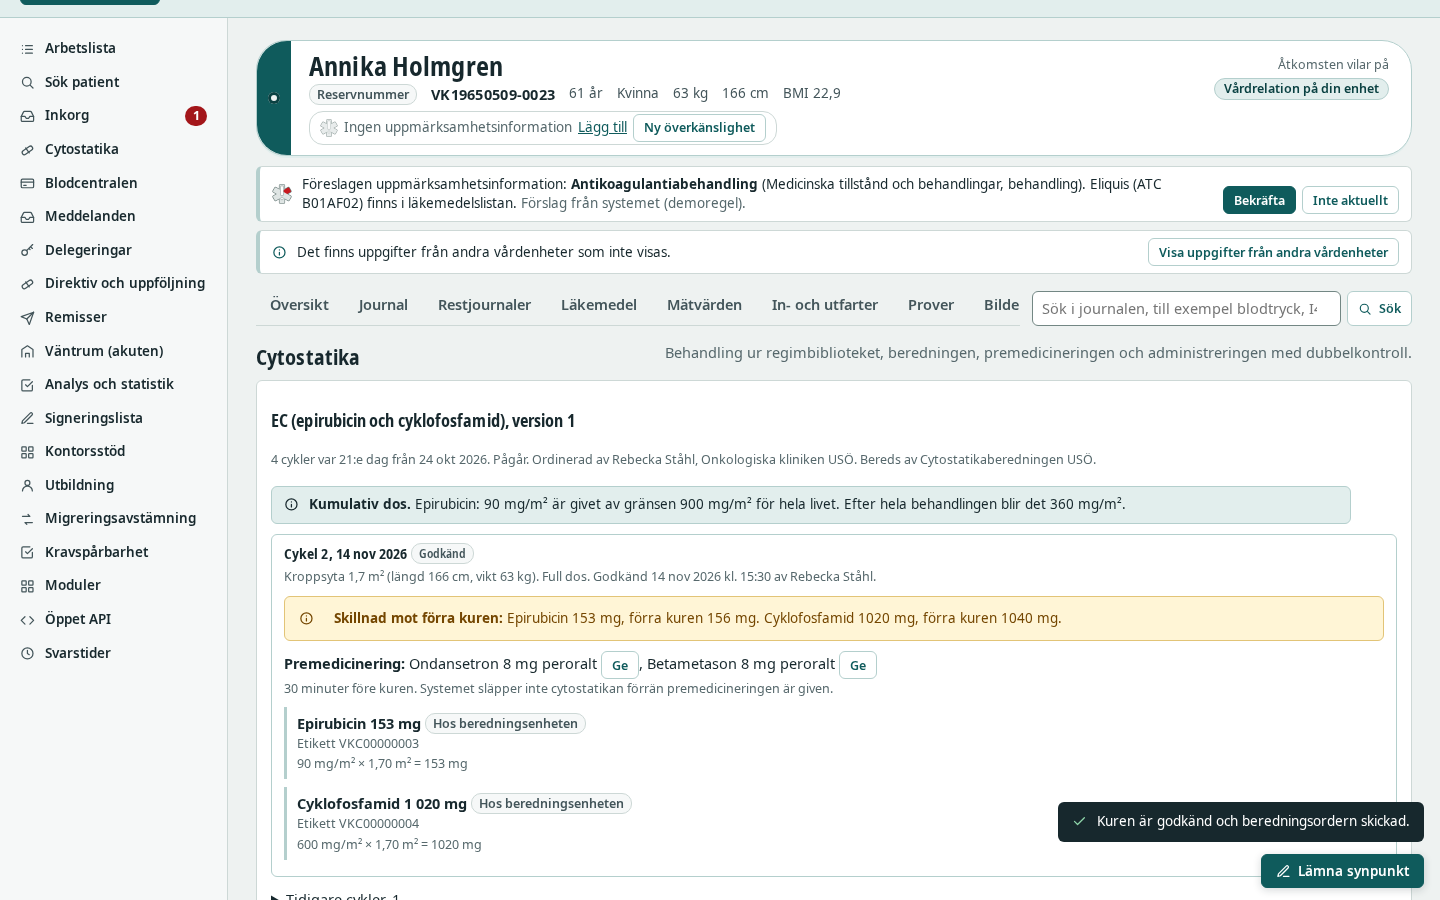 Arbetslista
Sök patient
Inkorg 1
Cytostatika
Blodcentralen
Meddelanden
Delegeringar
Direktiv och uppföljning
Remisser
Väntrum (akuten)
Analys och statistik
Signeringslista
Kontorsstöd
Utbildning
Migreringsavstämning
Kravspårbarhet
Moduler
Öppet API
Svarstider
Annika Holmgren
Reservnummer VK19650509-0023 61 år Kvinna 63 kg 166 cm BMI 22,9
Ingen uppmärksamhetsinformation Lägg till Ny överkänslighet
Åtkomsten vilar på
Vårdrelation på din enhet
Föreslagen uppmärksamhetsinformation: Antikoagulantiabehandling (Medicinska tillstånd och behandlingar, behandling). Eliquis (ATC
B01AF02) finns i läkemedelslistan. Förslag från systemet (demoregel).
Bekräfta Inte aktuellt
Det finns uppgifter från andra vårdenheter som inte visas. Visa uppgifter från andra vårdenheter
Översikt Journal Restjournaler Läkemedel Mätvärden In- och utfarter Prover Bilde
Sök i journalen, till exempel blodtryck, I Sök
Cytostatika
Behandling ur regimbiblioteket, beredningen, premedicineringen och administreringen med dubbelkontroll.
EC (epirubicin och cyklofosfamid), version 1
4 cykler var 21:e dag från 24 okt 2026. Pågår. Ordinerad av Rebecka Ståhl, Onkologiska kliniken USÖ. Bereds av Cytostatikaberedningen USÖ.
Kumulativ dos. Epirubicin: 90 mg/m² är givet av gränsen 900 mg/m² för hela livet. Efter hela behandlingen blir det 360 mg/m².
Cykel 2, 14 nov 2026 Godkänd
Kroppsyta 1,7 m² (längd 166 cm, vikt 63 kg). Full dos. Godkänd 14 nov 2026 kl. 15:30 av Rebecka Ståhl.
Skillnad mot förra kuren: Epirubicin 153 mg, förra kuren 156 mg. Cyklofosfamid 1020 mg, förra kuren 1040 mg.
Premedicinering: Ondansetron 8 mg peroralt Ge , Betametason 8 mg peroralt Ge
30 minuter före kuren. Systemet släpper inte cytostatikan förrän premedicineringen är given.
Epirubicin 153 mg Hos beredningsenheten
Etikett VKC00000003
90 mg/m² × 1,70 m² = 153 mg
Cyklofosfamid 1 020 mg Hos beredningsenheten
Etikett VKC00000004
600 mg/m² × 1,70 m² = 1020 mg
Kuren är godkänd och beredningsordern skickad.
Lämna synpunkt
Tidigare cykler, 1